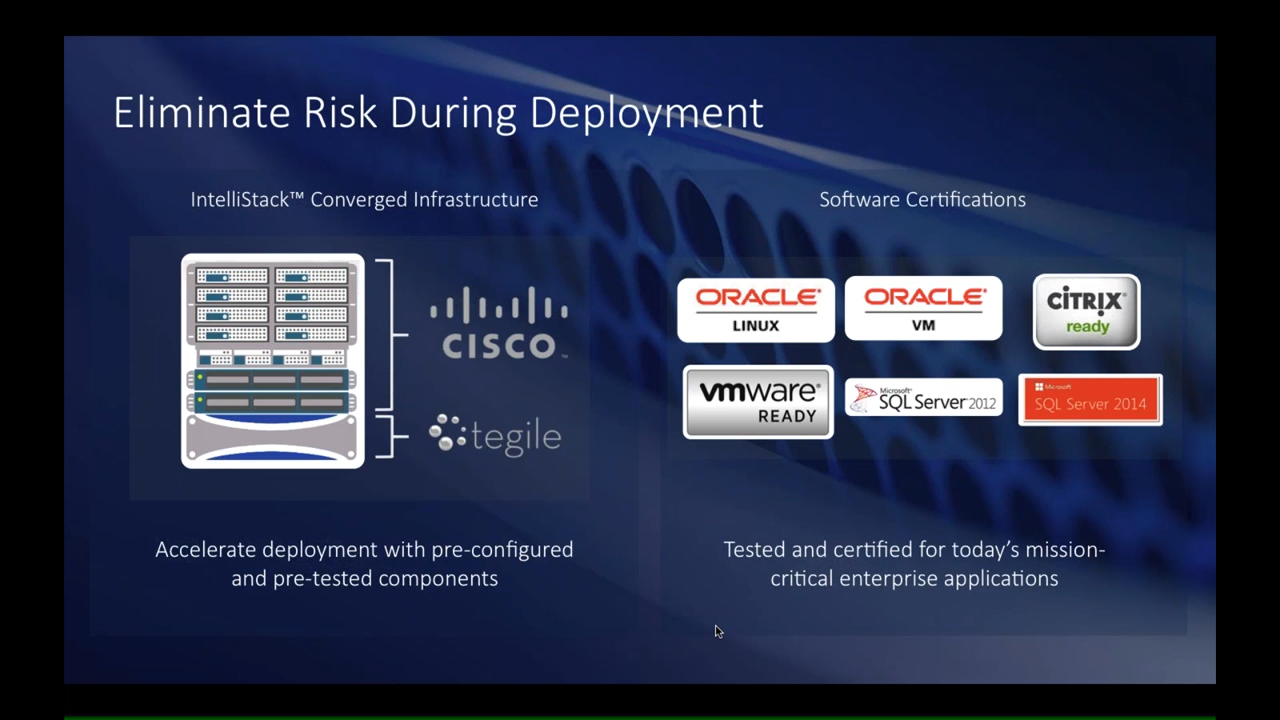 Eliminate Risk During Deployment
IntelliStack™ Converged Infrastructure
CISCO
tegile
Accelerate deployment with pre-configured
and pre-tested components
Software Certifications
ORACLE®
LINUX
ORACLE®
VM
CİTRIX®
ready
vmware®
READY
Microsoft®
SQL Server 2012
Microsoft
SQL Server 2014
Tested and certified for today's mission-
critical enterprise applications